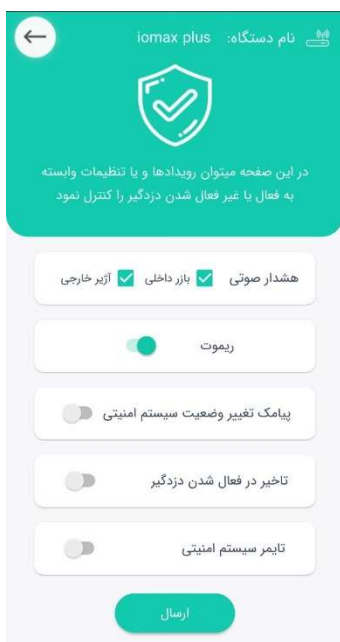 نام دستگاه: iomax plus
در این صفحه میتوان رویدادها و یا تنظیمات وابسته
به فعال یا غیر فعال شدن دزدگیر را کنترل نمود
هشدار صوتی بازر داخلی آژیر خارجی
ریموت
پیامک تغییر وضعیت سیستم امنیتی
تاخیر در فعال شدن دزدگیر
تایمر سیستم امنیتی
ارسال